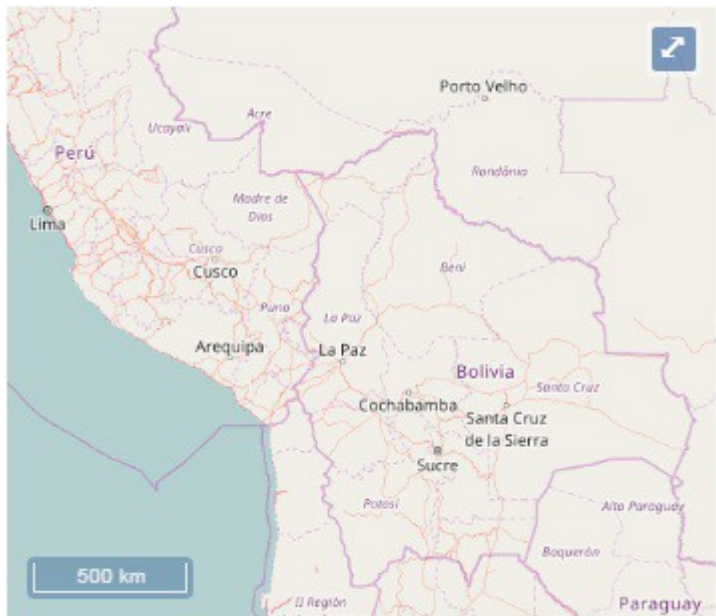 Porto Velho
Acre
Ucayali
Perú
Rondônia
Madre de
Dios
Lima
Cusco
Cusco
Beni
Puno
La Paz
Arequipa
La Paz
Bolivia
Santa Cruz
Cochabamba
Santa Cruz
de la Sierra
Sucre
Potosí
Alto Paraguay
Boquerón
500 km
II Región
Paraguay